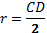 r = CD/2